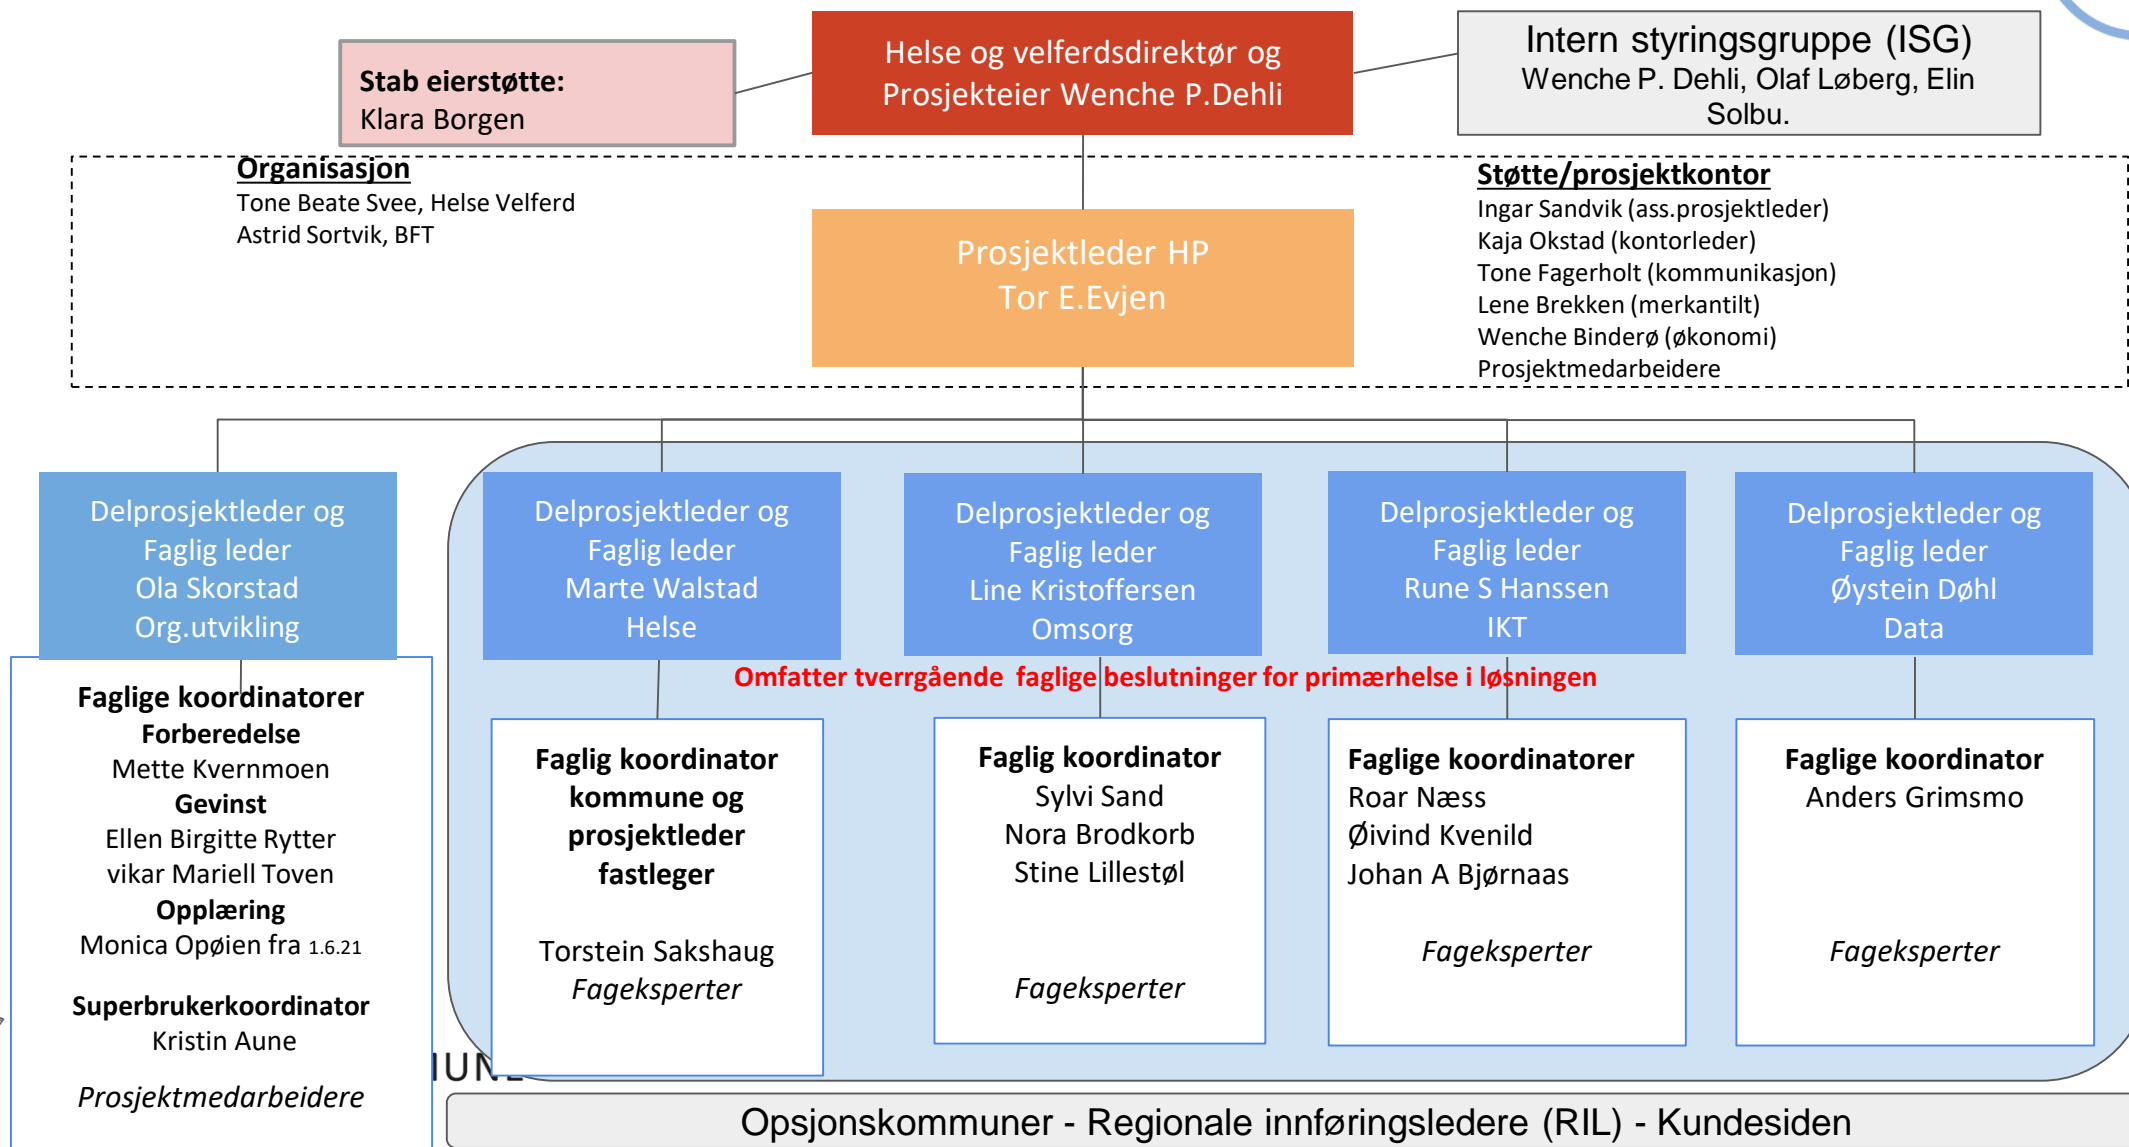 Stab eierstøtte:
Klara Borgen
Helse og velferdsdirektør og
Prosjekteier Wenche P.Dehli
Intern styringsgruppe (ISG)
Wenche P. Dehli, Olaf Løberg, Elin
Solbu.
Organisasjon
Tone Beate Svee, Helse Velferd
Astrid Sortvik, BFT
Prosjektleder HP
Tor E.Evjen
Støtte/prosjektkontor
Ingar Sandvik (ass.prosjektleder)
Kaja Okstad (kontorleder)
Tone Fagerholt (kommunikasjon)
Lene Brekken (merkantilt)
Wenche Binderø (økonomi)
Prosjektmedarbeidere
Delprosjektleder og
Faglig leder
Ola Skorstad
Org.utvikling
Delprosjektleder og
Faglig leder
Marte Walstad
Helse
Delprosjektleder og
Faglig leder
Line Kristoffersen
Omsorg
Delprosjektleder og
Faglig leder
Rune S Hanssen
IKT
Delprosjektleder og
Faglig leder
Øystein Døhl
Data
Omfatter tverrgående  faglige beslutninger for primærhelse i løsningen
Faglige koordinatorer
Forberedelse
Mette Kvernmoen
Gevinst
Ellen Birgitte Rytter
vikar Mariell Toven
Opplæring
Monica Opøien fra 1.6.21
Superbrukerkoordinator
Kristin Aune
Prosjektmedarbeidere
Faglig koordinator
kommune og
prosjektleder
fastleger
Torstein Sakshaug
Fageksperter
Faglig koordinator
Sylvi Sand
Nora Brodkorb
Stine Lillestøl
Fageksperter
Faglige koordinatorer
Roar Næss
Øivind Kvenild
Johan A Bjørnaas
Fageksperter
Faglige koordinator
Anders Grimsmo
Fageksperter
Opsjonskommuner - Regionale innføringsledere (RIL) - Kundesiden